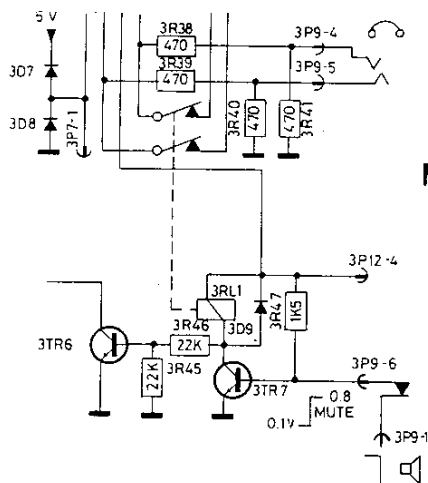 5 V
3R38
470
3R39
470
3P9-4
3P9-5
3D7
3D8
3P7-1
3R40
470
470
3R41
3P12-4
3RL1
3D9
3R47
1K5
3R46
22K
3TR6
22K
3R45
3TR7
3P9-6
0.8
MUTE
0.1V
3P9-1